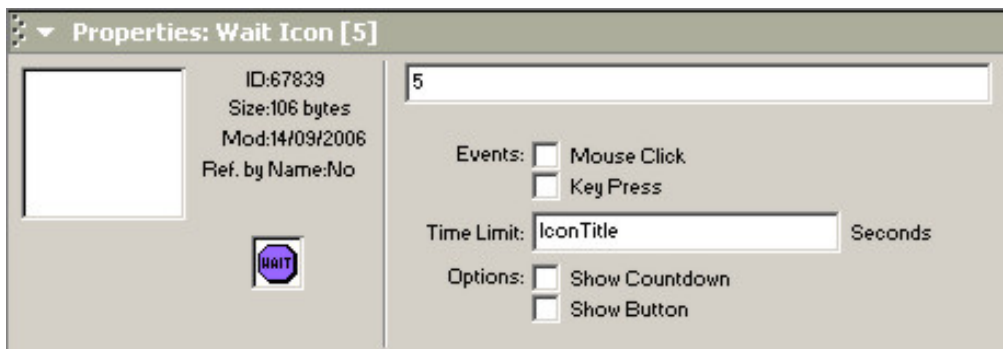 Properties: Wait Icon [5]
ID:67839
Size:106 bytes
Mod:14/09/2006
Ref. by Name:No
WAIT
5
Events: Mouse Click
Key Press
Time Limit: IconTitle Seconds
Options: Show Countdown
Show Button